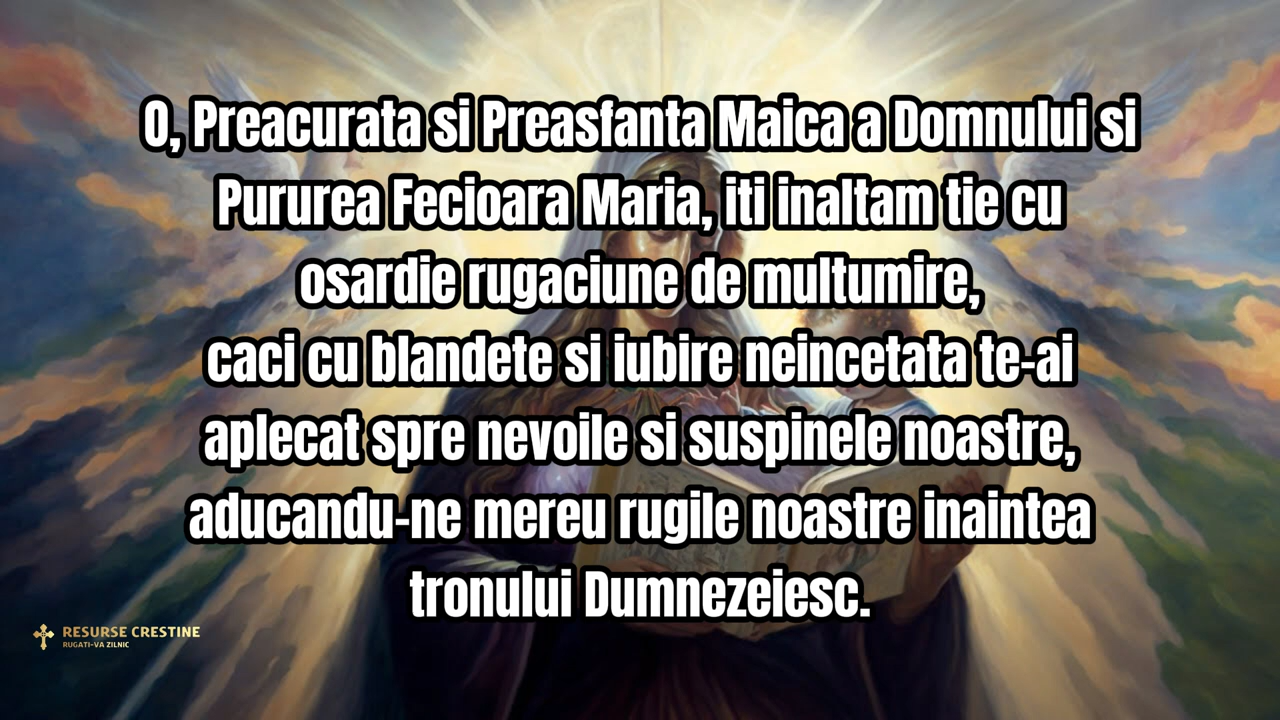 O, Preacurata si Preasfanta Maica a Domnului si
Pururea Fecioara Maria, iti inaltam tie cu
osardie rugaciune de multumire,
caci cu blandete si iubire neincetata te-ai
aplecat spre nevoile si suspinele noastre,
aducandu-ne mereu rugile noastre inaintea
tronului Dumnezeiesc.
RESURSE CRESTINE
RUGATI-VA ZILNIC